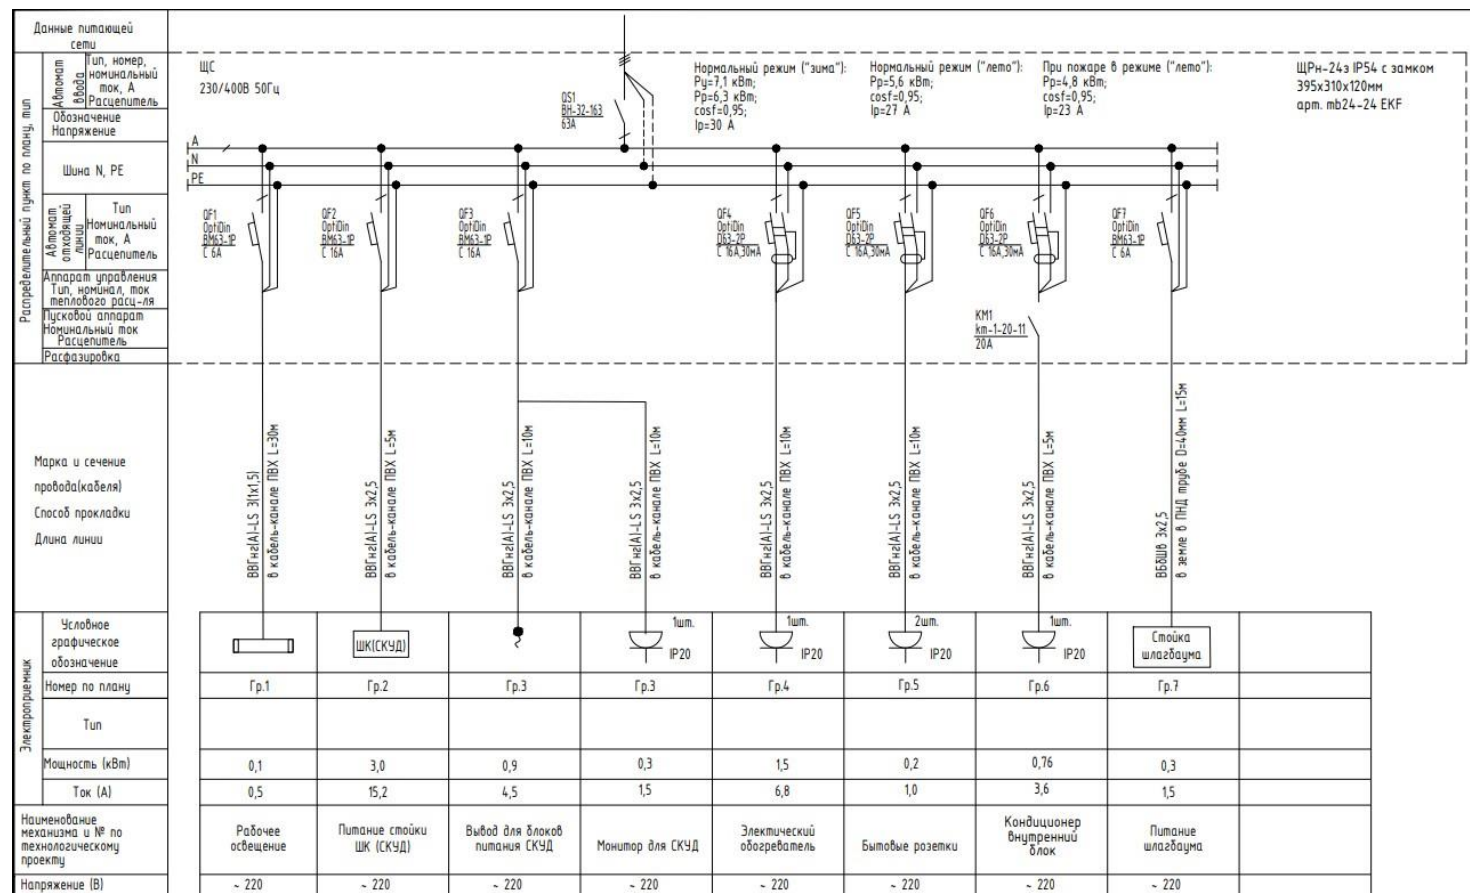 Данные питающей
сети
Распределительный пункт по плану, тип
Автомат
ввода
Тип, номер,
номинальный
ток, А
Расцепитель
Обозначение
Напряжение
Шина N, PE
Автомат
отходящей
линии
Тип
Номинальный
ток, А
Расцепитель
Аппарат управления
Тип, номинал, ток
теплового расц-ля
Пусковой аппарат
Номинальный ток
Расцепитель
Расфазировка
ЩС
230/400В 50Гц
QS1
ВН-32-163
63А
Нормальный режим ("зима"):
Ру=7,1 кВт;
Рр=6,3 кВт;
cosf=0,95;
Iр=30 А
Нормальный режим ("лето"):
Рр=5,6 кВт;
cosf=0,95;
Iр=27 А
При пожаре в режиме ("лето"):
Рр=4,8 кВт;
cosf=0,95;
Iр=23 А
ЩРн-24з IP54 с замком
395х310х120мм
арт. mb24-24 EKF
A
N
PE
QF1
OptiDin
ВМ63-1Р
С 6А
QF2
OptiDin
ВМ63-1Р
С 16А
QF3
OptiDin
ВМ63-1Р
С 16А
QF4
OptiDin
D63-2Р
С 16А,30мА
QF5
OptiDin
D63-2Р
С 16А,30мА
QF6
OptiDin
D63-2Р
С 16А,30мА
QF7
OptiDin
ВМ63-1Р
С 6А
КМ1
km-1-20-11
20А
Марка и сечение
провода(кабеля)
Способ прокладки
Длина линии
ВВГнг(А)-LS 3(1х1,5)
в кабель-канале ПВХ L=30м
ВВГнг(А)-LS 3х2,5
в кабель-канале ПВХ L=5м
ВВГнг(А)-LS 3х2,5
в кабель-канале ПВХ L=10м
ВВГнг(А)-LS 3х2,5
в кабель-канале ПВХ L=10м
ВВГнг(А)-LS 3х2,5
в кабель-канале ПВХ L=10м
ВВГнг(А)-LS 3х2,5
в кабель-канале ПВХ L=10м
ВВГнг(А)-LS 3х2,5
в кабель-канале ПВХ L=5м
ВБбШв 3х2,5
в земле в ПНД трубе D=40мм L=15м
Электроприемник
Условное
графическое
обозначение
ШК(СКУД)
1шт.
IP20
1шт.
IP20
2шт.
IP20
1шт.
IP20
Стойка
шлагбаума
Номер по плану
Гр.1
Гр.2
Гр.3
Гр.3
Гр.4
Гр.5
Гр.6
Гр.7
Тип
Мощность (кВт)
0,1
3,0
0,9
0,3
1,5
0,2
0,76
0,3
Ток (А)
0,5
15,2
4,5
1,5
6,8
1,0
3,6
1,5
Наименование
механизма и № по
технологическому
проекту
Рабочее
освещение
Питание стойки
ШК (СКУД)
Вывод для блоков
питания СКУД
Монитор для СКУД
Электический
обогреватель
Бытовые розетки
Кондиционер
внутренний
блок
Питание
шлагбаума
Напряжение (В)
~ 220
~ 220
~ 220
~ 220
~ 220
~ 220
~ 220
~ 220